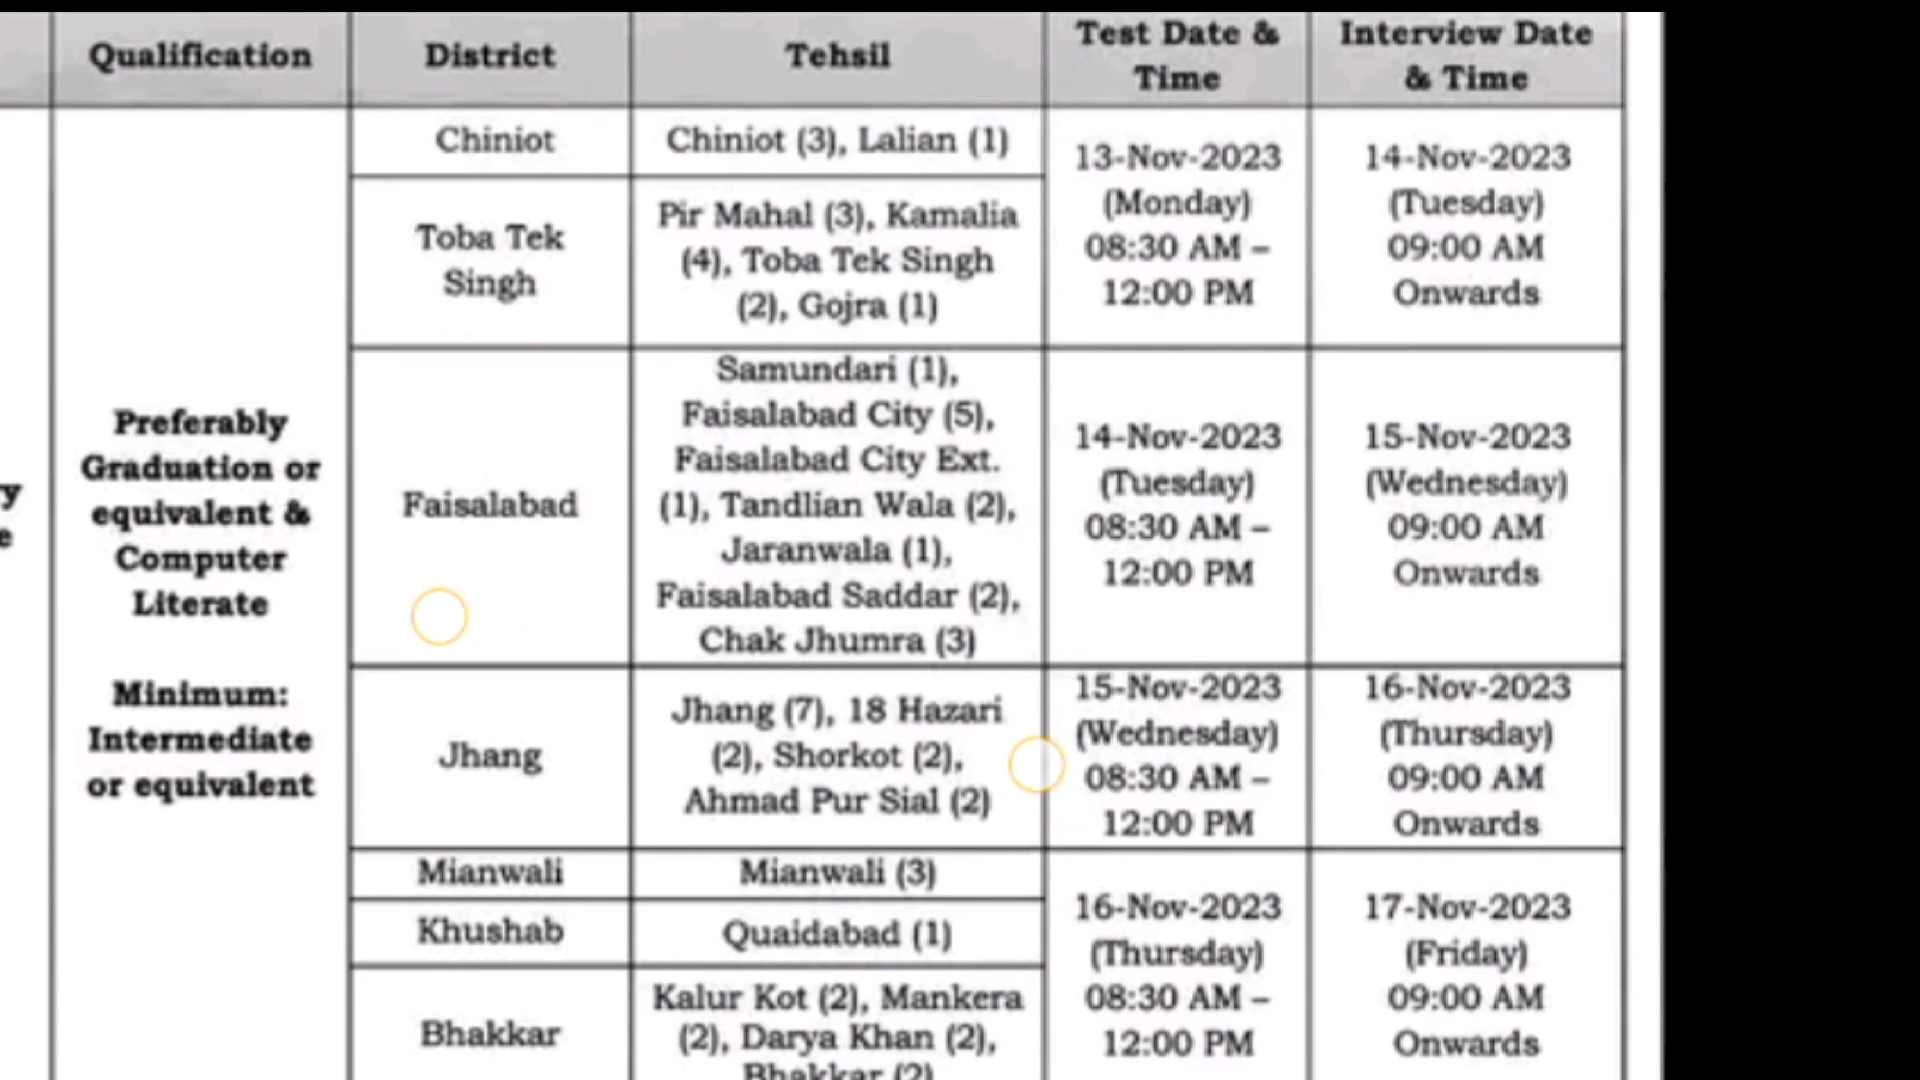 Qualification
District
Tehsil
Test Date &
Time
Interview Date
& Time
Preferably
Graduation or
equivalent &
Computer
Literate
Minimum:
Intermediate
or equivalent
Chiniot
Chiniot (3), Lalian (1)
13-Nov-2023
(Monday)
08:30 AM –
12:00 PM
14-Nov-2023
(Tuesday)
09:00 AM
Onwards
Toba Tek
Singh
Pir Mahal (3), Kamalia
(4), Toba Tek Singh
(2), Gojra (1)
Faisalabad
Samundari (1),
Faisalabad City (5),
Faisalabad City Ext.
(1), Tandlian Wala (2),
Jaranwala (1),
Faisalabad Saddar (2),
Chak Jhumra (3)
14-Nov-2023
(Tuesday)
08:30 AM –
12:00 PM
15-Nov-2023
(Wednesday)
09:00 AM
Onwards
Jhang
Jhang (7), 18 Hazari
(2), Shorkot (2),
Ahmad Pur Sial (2)
15-Nov-2023
(Wednesday)
08:30 AM –
12:00 PM
16-Nov-2023
(Thursday)
09:00 AM
Onwards
Mianwali
Mianwali (3)
16-Nov-2023
(Thursday)
08:30 AM –
12:00 PM
17-Nov-2023
(Friday)
09:00 AM
Onwards
Khushab
Quaidabad (1)
Bhakkar
Kalur Kot (2), Mankera
(2), Darya Khan (2),
Bhakkar (2)